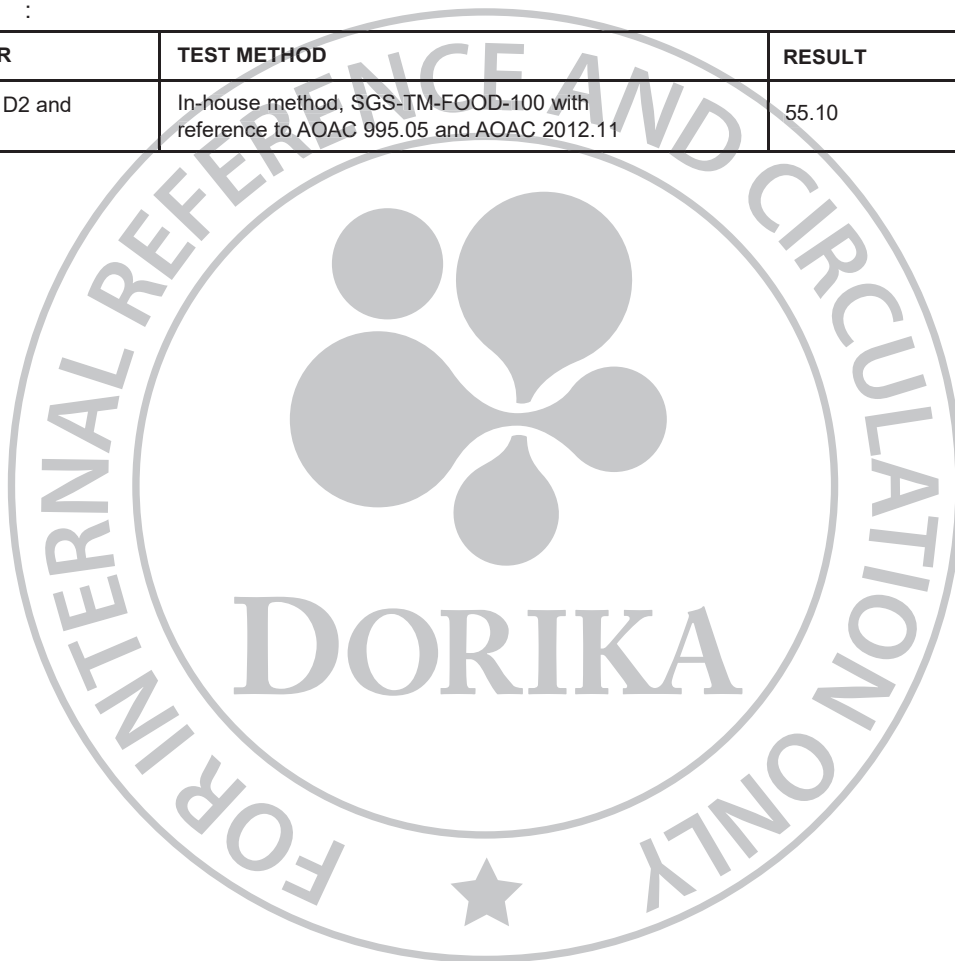 :
R TEST METHOD RESULT
D2 and In-house method, SGS-TM-FOOD-100 with
reference to AOAC 995.05 and AOAC 2012.11 55.10
FOR INTERNAL REFERENCE AND CIRCULATION ONLY
DORIKA